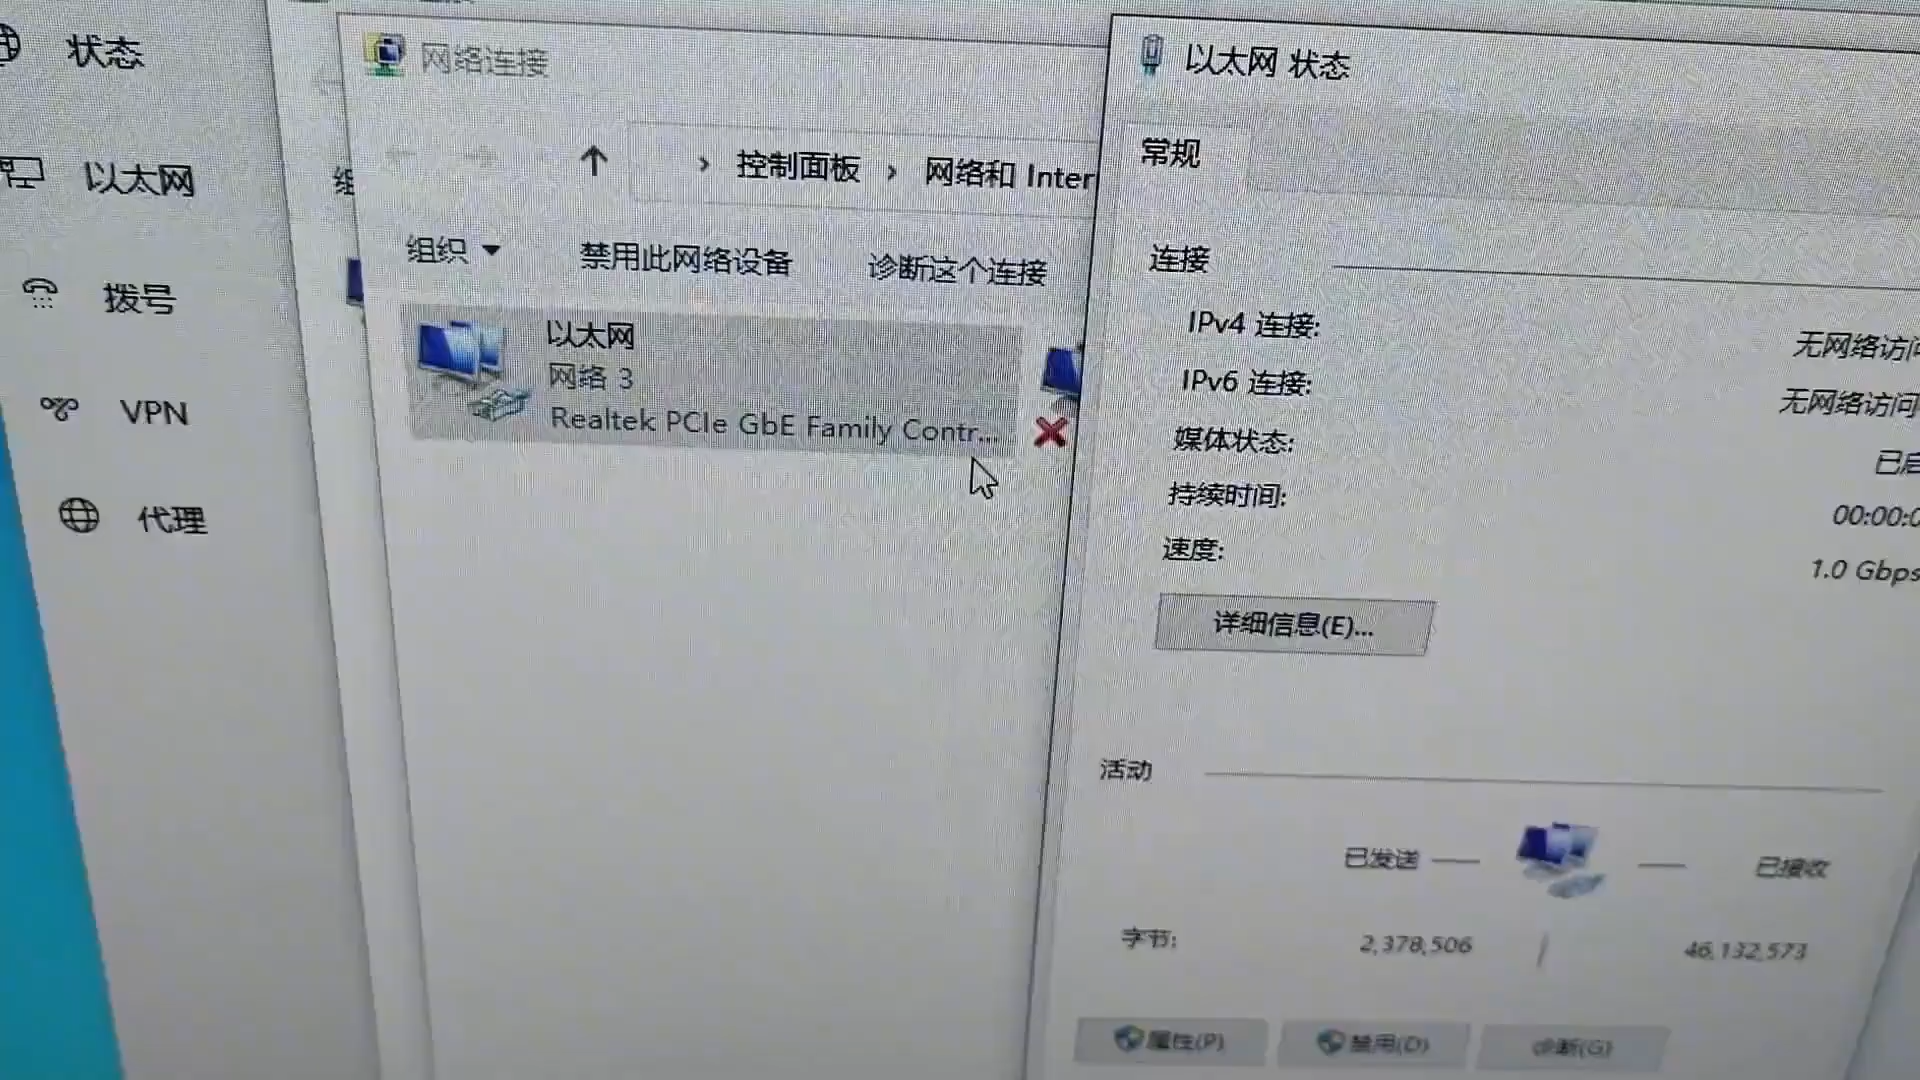 状态
以太网
拨号
VPN
代理
组
网络连接
控制面板 › 网络和 Inter
组织
禁用此网络设备
诊断这个连接
以太网
网络 3
Realtek PCIe GbE Family Contr...
以太网 状态
常规
连接
IPv4 连接:
无网络访问
IPv6 连接:
无网络访问
媒体状态:
已启
持续时间:
00:00:0
速度:
1.0 Gbps
详细信息(E)...
活动
已发送
已接收
字节:
2,378,506
46,132,573
属性(P)
禁用(D)
诊断(G)